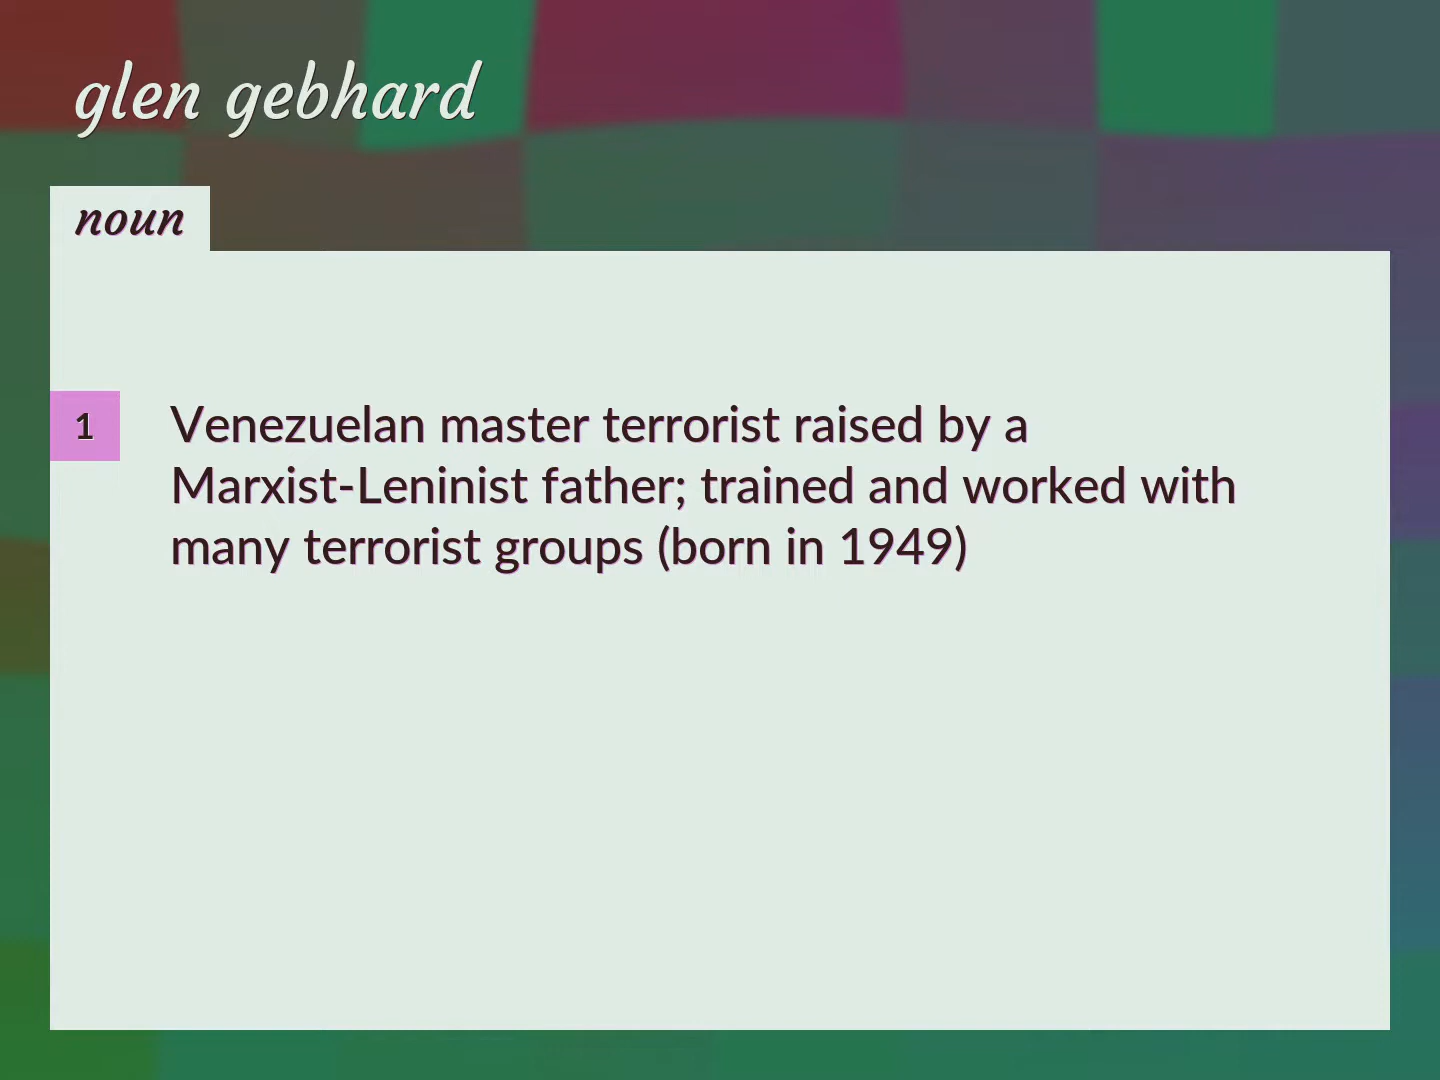 glen gebhard
noun
1
Venezuelan master terrorist raised by a
Marxist-Leninist father; trained and worked with
many terrorist groups (born in 1949)